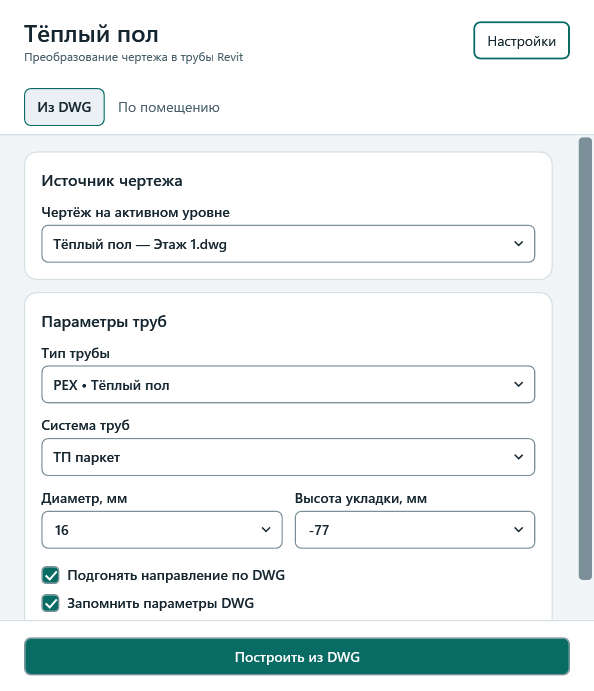 Тёплый пол
Преобразование чертежа в трубы Revit
Настройки
Из DWG
По помещению
Источник чертежа
Чертёж на активном уровне
Тёплый пол — Этаж 1.dwg
Параметры труб
Тип трубы
PEX • Тёплый пол
Система труб
ТП паркет
Диаметр, мм
Высота укладки, мм
16
-77
Подгонять направление по DWG
Запомнить параметры DWG
Построить из DWG